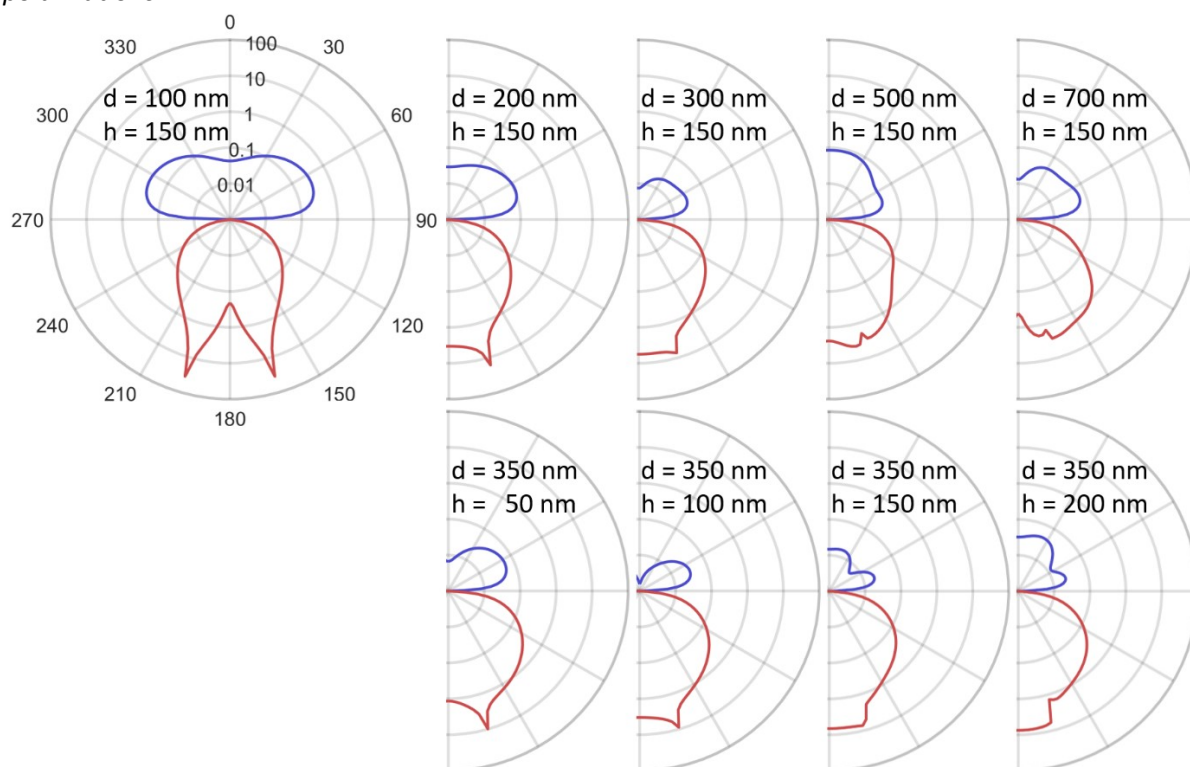 0
330
100
30
10
d = 100 nm
d = 200 nm
d = 300 nm
d = 500 nm
d = 700 nm
300
1
60
h = 150 nm
h = 150 nm
h = 150 nm
h = 150 nm
h = 150 nm
0.1
0.01
270
90
240
120
210
150
180
d = 350 nm
d = 350 nm
d = 350 nm
d = 350 nm
h = 50 nm
h = 100 nm
h = 150 nm
h = 200 nm